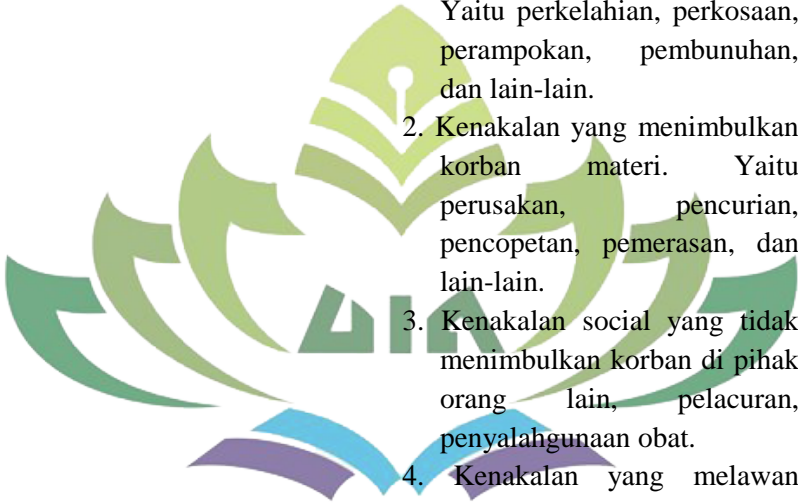 Yaitu perkelahian, perkosaan,
perampokan, pembunuhan,
dan lain-lain.
2. Kenakalan yang menimbulkan
korban materi. Yaitu
perusakan, pencurian,
pencopetan, pemerasan, dan
lain-lain.
3. Kenakalan social yang tidak
menimbulkan korban di pihak
orang lain, pelacuran,
penyalahgunaan obat.
4. Kenakalan yang melawan